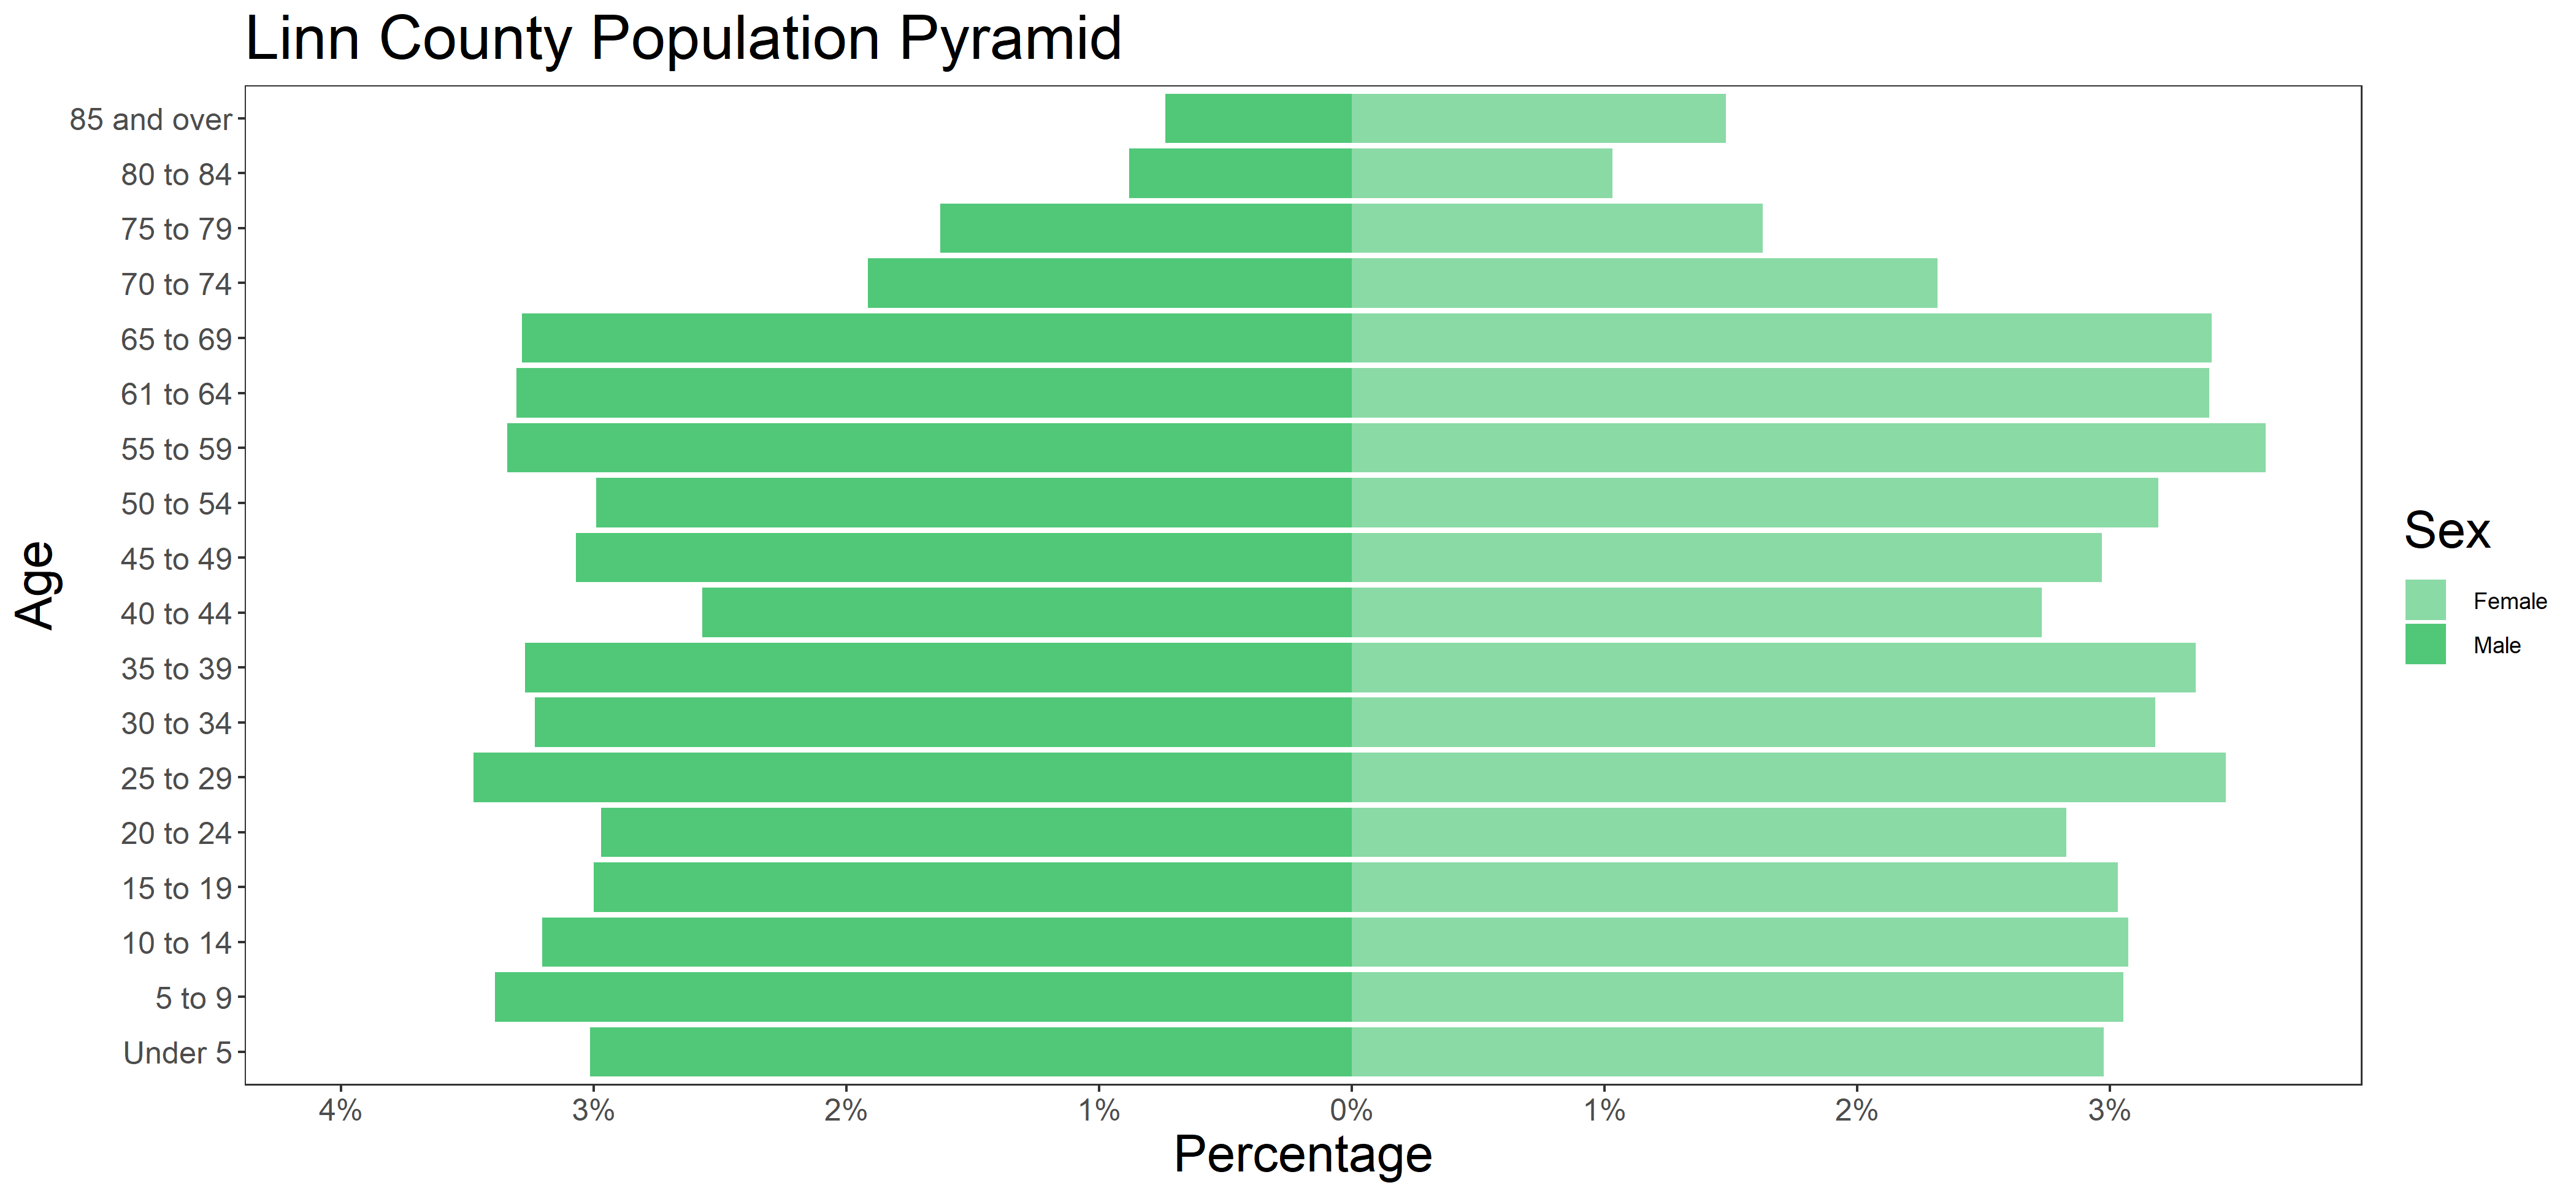 Linn County Population Pyramid
85 and over
80 to 84
75 to 79
70 to 74
65 to 69
61 to 64
55 to 59
50 to 54
45 to 49
40 to 44
35 to 39
30 to 34
25 to 29
20 to 24
15 to 19
10 to 14
5 to 9
Under 5
Age
4% 3% 2% 1% 0% 1% 2% 3%
Percentage
Sex
Female
Male